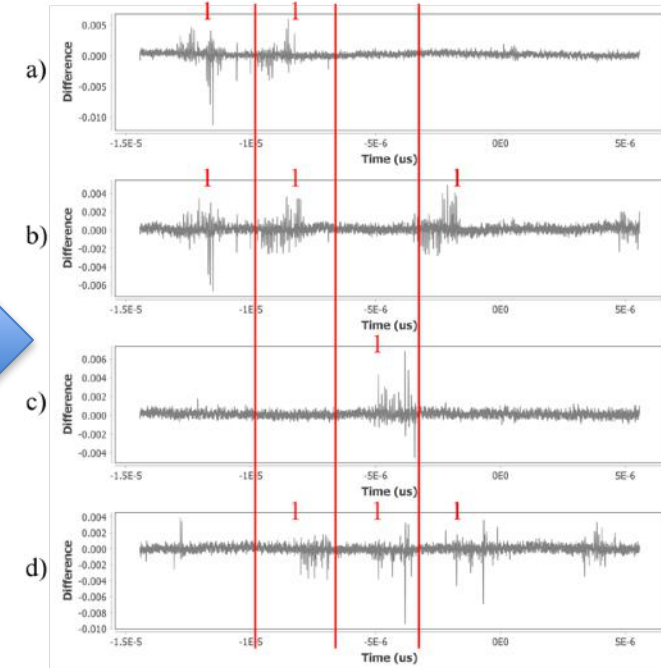 1 1
a)
Difference
0.005
0.000
-0.005
-0.010
-1.5E-5 -1E-5 -5E-6 0E0 5E-6
Time (us)
1 1 1
b)
Difference
0.004
0.002
0.000
-0.002
-0.004
-0.006
-1.5E-5 -1E-5 -5E-6 0E0 5E-6
Time (us)
1
c)
Difference
0.006
0.004
0.002
0.000
-0.002
-0.004
-1.5E-5 -1E-5 -5E-6 0E0 5E-6
Time (us)
1 1 1
d)
Difference
0.004
0.002
0.000
-0.002
-0.004
-0.006
-0.008
-0.010
-1.5E-5 -1E-5 -5E-6 0E0 5E-6
Time (us)